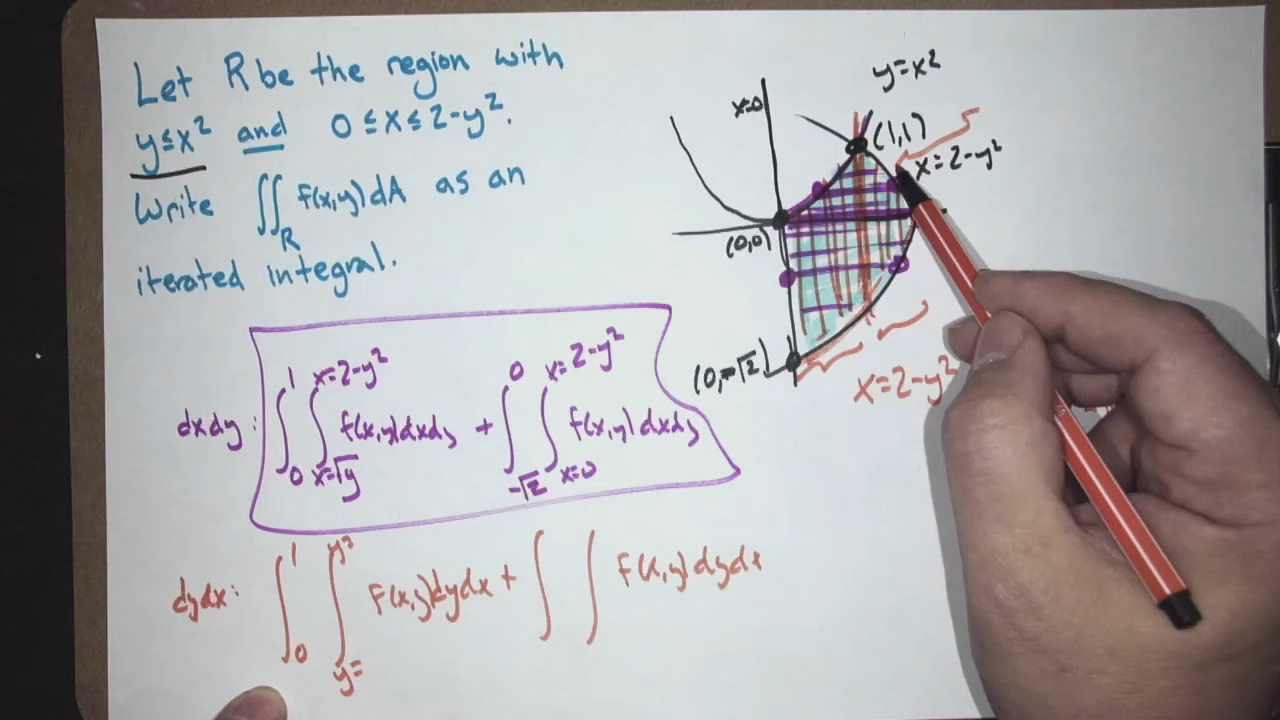 Let R be the region with
y≤x² and 0≤x≤2-y².
Write ∬_R f(x,y)dA as an
iterated integral.
y=x²
x=0
(1,1)
x=2-y²
(0,0)
(0,-√2)
x=2-y²
dxdy: ∫_0^1 ∫_{x=√y}^{x=2-y²} f(x,y)dxdy + ∫_{-√2}^0 ∫_{x=0}^{x=2-y²} f(x,y)dxdy
dydx: ∫_0^1 ∫_{y=} f(x,y)dydx + ∫ ∫ f(x,y)dydx